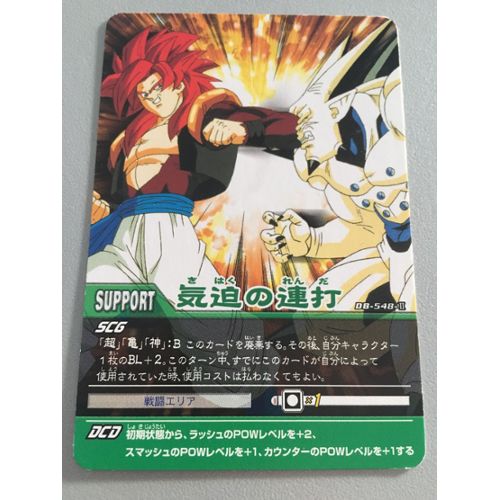 SUPPORT
きはく れんだ
気迫の連打
DB-548-II
SCG
「超」「亀」「神」:B このカードを廃棄する。その後、自分キャラクター
1枚のBL+2。このターン中、すでにこのカードが自分によって
使用されていた時、使用コストは払わなくてもよい。
戦闘エリア
1
DCD
初期状態から、ラッシュのPOWレベルを+2、
スマッシュのPOWレベルを+1、カウンターのPOWレベルを+1する